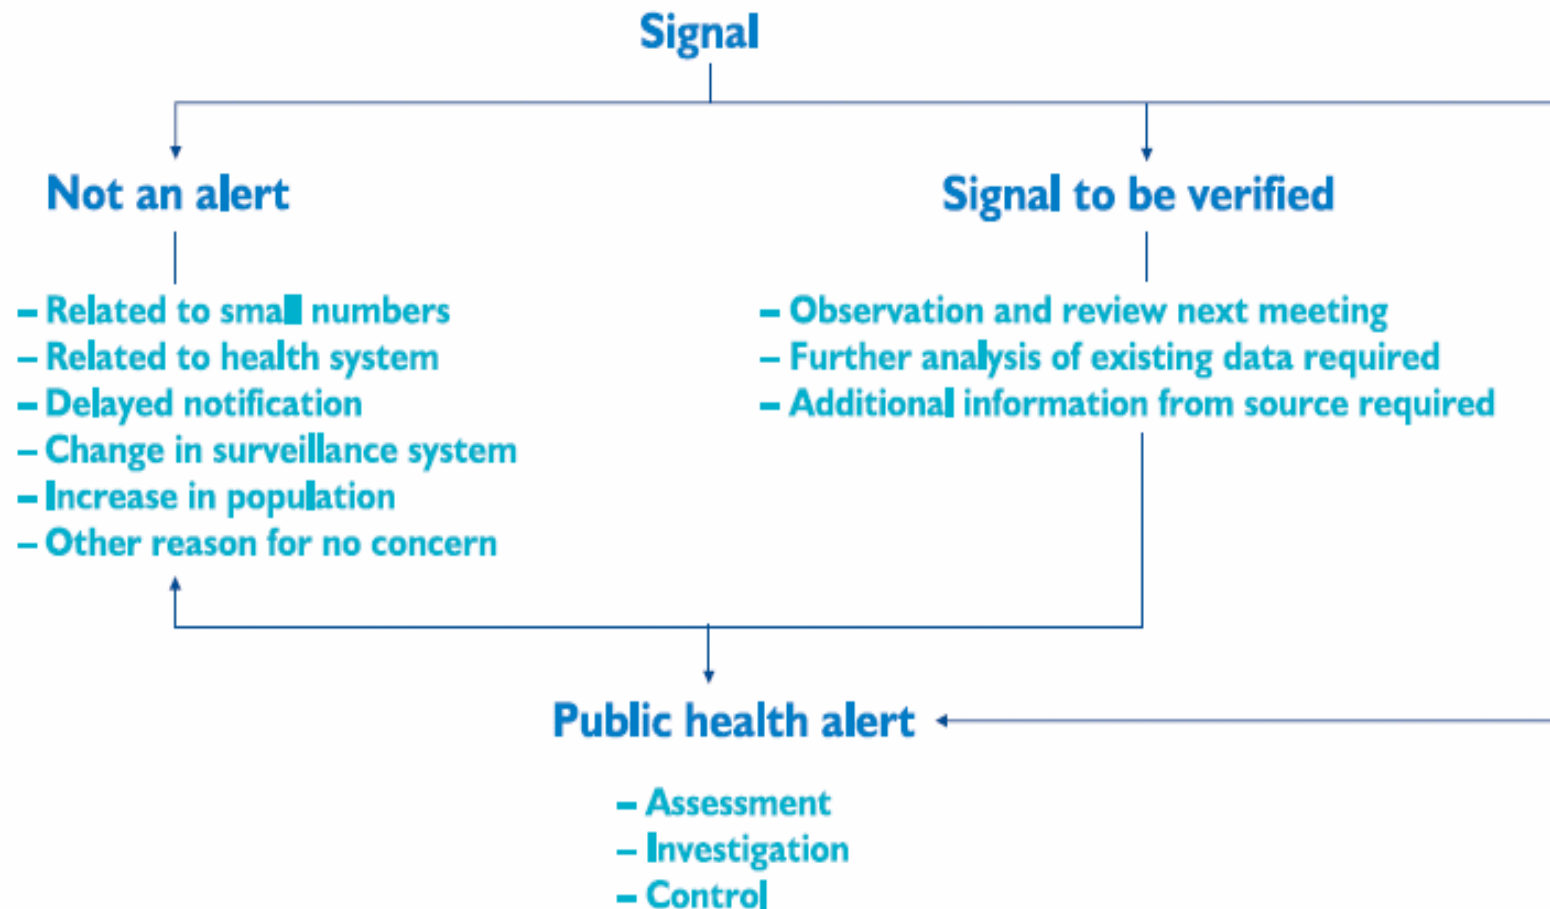 Signal
Not an alert
– Related to small numbers
– Related to health system
– Delayed notification
– Change in surveillance system
– Increase in population
– Other reason for no concern
Signal to be verified
– Observation and review next meeting
– Further analysis of existing data required
– Additional information from source required
Public health alert
– Assessment
– Investigation
– Control